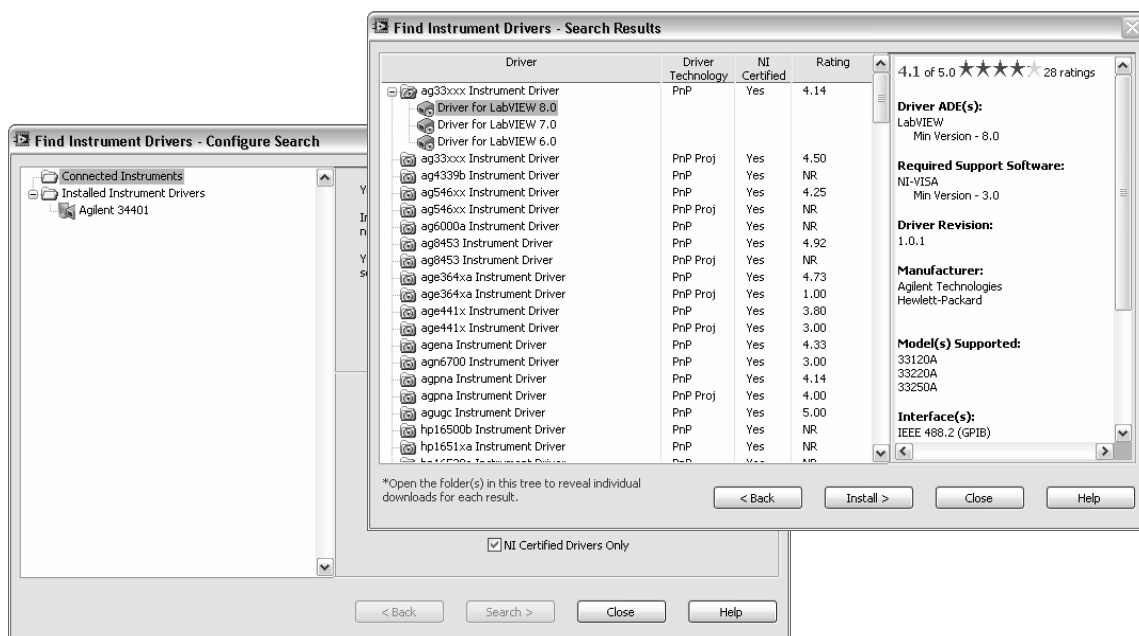 Find Instrument Drivers - Search Results
Driver Driver Technology NI Certified Rating
ag33xxx Instrument Driver PnP Yes 4.14
Driver for LabVIEW 8.0
Driver for LabVIEW 7.0
Driver for LabVIEW 6.0
ag33xxx Instrument Driver PnP Proj Yes 4.50
ag4339b Instrument Driver PnP Yes NR
ag546xx Instrument Driver PnP Yes 4.25
ag546xx Instrument Driver PnP Proj Yes NR
ag6000a Instrument Driver PnP Yes NR
ag8453 Instrument Driver PnP Yes 4.92
ag8453 Instrument Driver PnP Proj Yes NR
age364xa Instrument Driver PnP Yes 4.73
age364xa Instrument Driver PnP Proj Yes 1.00
age441x Instrument Driver PnP Yes 3.80
age441x Instrument Driver PnP Proj Yes 3.00
agena Instrument Driver PnP Yes 4.33
agn6700 Instrument Driver PnP Yes 3.00
agpna Instrument Driver PnP Yes 4.14
agpna Instrument Driver PnP Proj Yes 4.00
agugc Instrument Driver PnP Yes 5.00
hp16500b Instrument Driver PnP Yes NR
hp1651xa Instrument Driver PnP Yes NR
4.1 of 5.0 28 ratings
Driver ADE(s):
LabVIEW
Min Version - 8.0
Required Support Software:
NI-VISA
Min Version - 3.0
Driver Revision:
1.0.1
Manufacturer:
Agilent Technologies
Hewlett-Packard
Model(s) Supported:
33120A
33220A
33250A
Interface(s):
IEEE 488.2 (GPIB)
*Open the folder(s) in this tree to reveal individual
downloads for each result.
< Back Install > Close Help
Find Instrument Drivers - Configure Search
Connected Instruments
Installed Instrument Drivers
Agilent 34401
NI Certified Drivers Only
< Back Search > Close Help